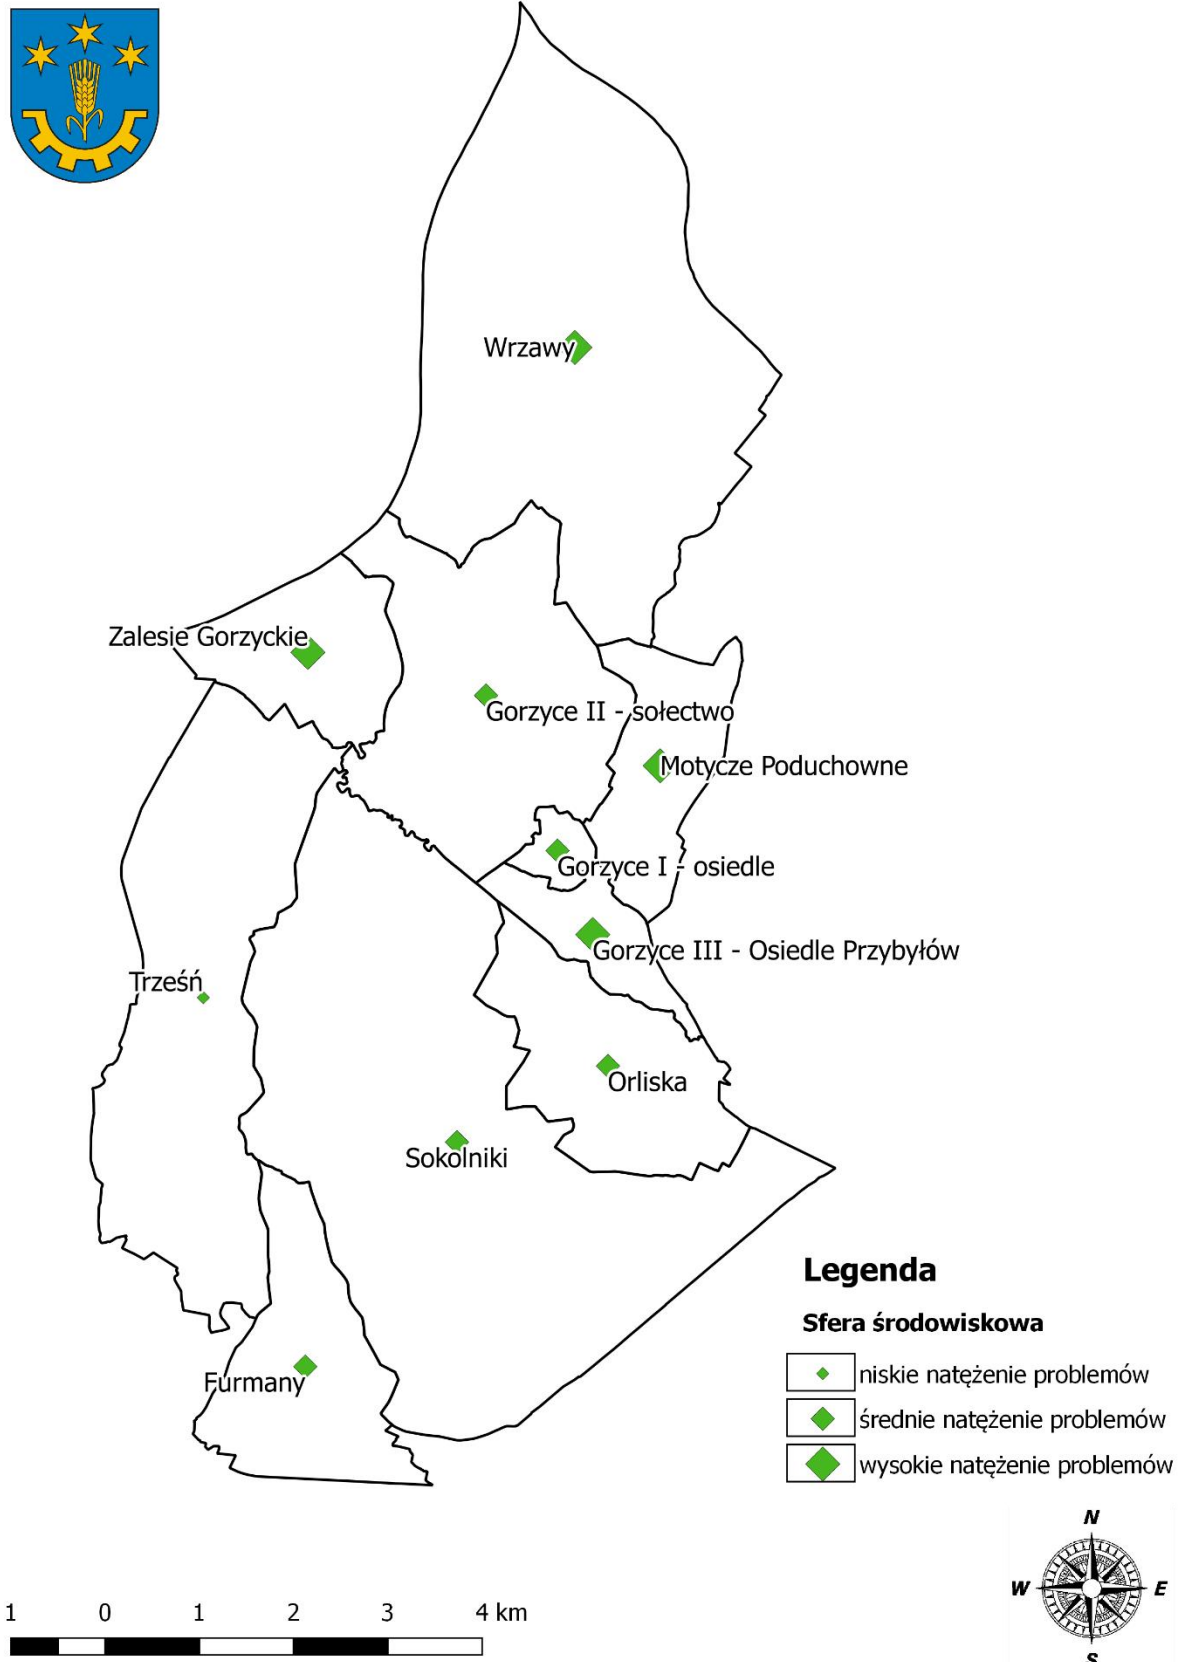 Wrzawy
Zalesie Gorzyckie
Gorzyce II - sołectwo
Motycze Poduchowne
Gorzyce I - osiedle
Gorzyce III - Osiedle Przybyłów
Trześń
Orliska
Sokolniki
Furmany
Legenda
Sfera środowiskowa
niskie natężenie problemów
średnie natężenie problemów
wysokie natężenie problemów
N
W E
S
1 0 1 2 3 4 km